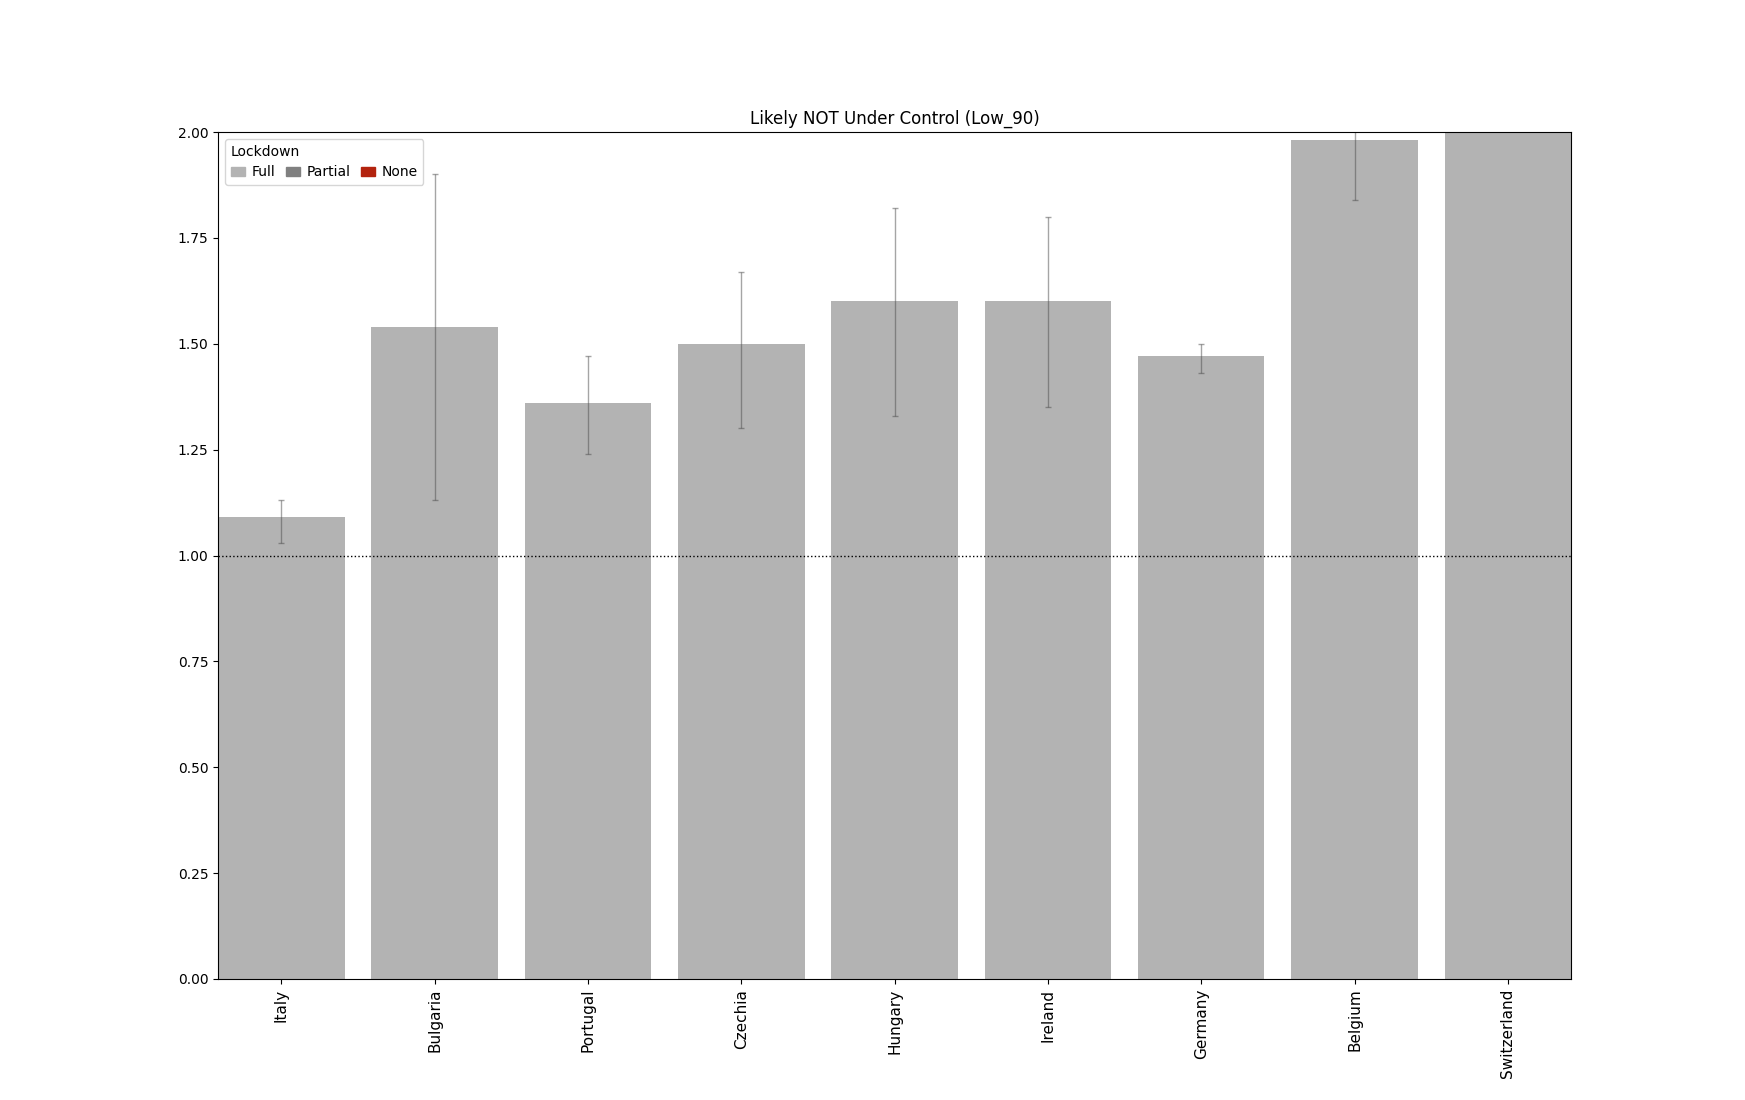 Likely NOT Under Control (Low_90)
Lockdown
Full Partial None
2.00
1.75
1.50
1.25
1.00
0.75
0.50
0.25
0.00
Italy
Bulgaria
Portugal
Czechia
Hungary
Ireland
Germany
Belgium
Switzerland